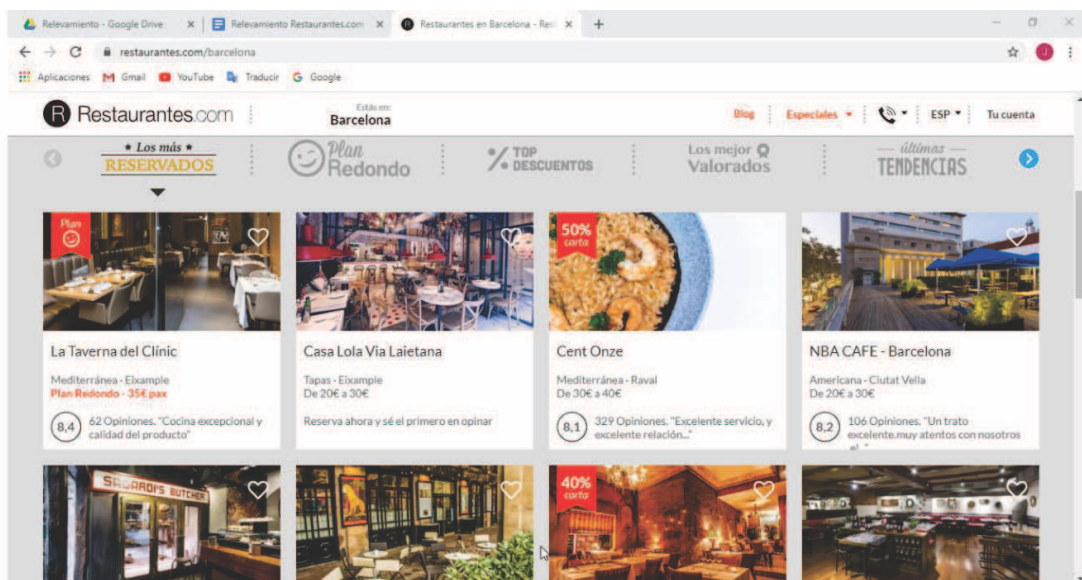 Relevamiento - Google Drive
Relevamiento Restaurantes.com
Restaurantes en Barcelona - Rest
restaurantes.com/barcelona
J
Aplicaciones
Gmail
YouTube
Traducir
Google
R Restaurantes.com
Estás en:
Barcelona
Blog
Especiales
ESP
Tu cuenta
Los más
RESERVADOS
Plan
Redondo
% TOP
DESCUENTOS
Los mejor
Valorados
últimas
TENDENCIAS
Plan
50%
carta
La Taverna del Clínic
Mediterránea - Eixample
Plan Redondo - 35€ pax
8,4
62 Opiniones. "Cocina excepcional y
calidad del producto"
Casa Lola Via Laietana
Tapas - Eixample
De 20€ a 30€
Reserva ahora y sé el primero en opinar
Cent Onze
Mediterránea - Raval
De 30€ a 40€
8,1
329 Opiniones. "Excelente servicio, y
excelente relación..."
NBA CAFE - Barcelona
Americana - Ciutat Vella
De 20€ a 30€
8,2
106 Opiniones. "Un trato
excelente.muy atentos con nosotros
SAGARDI'S BUTCHER
40%
carta